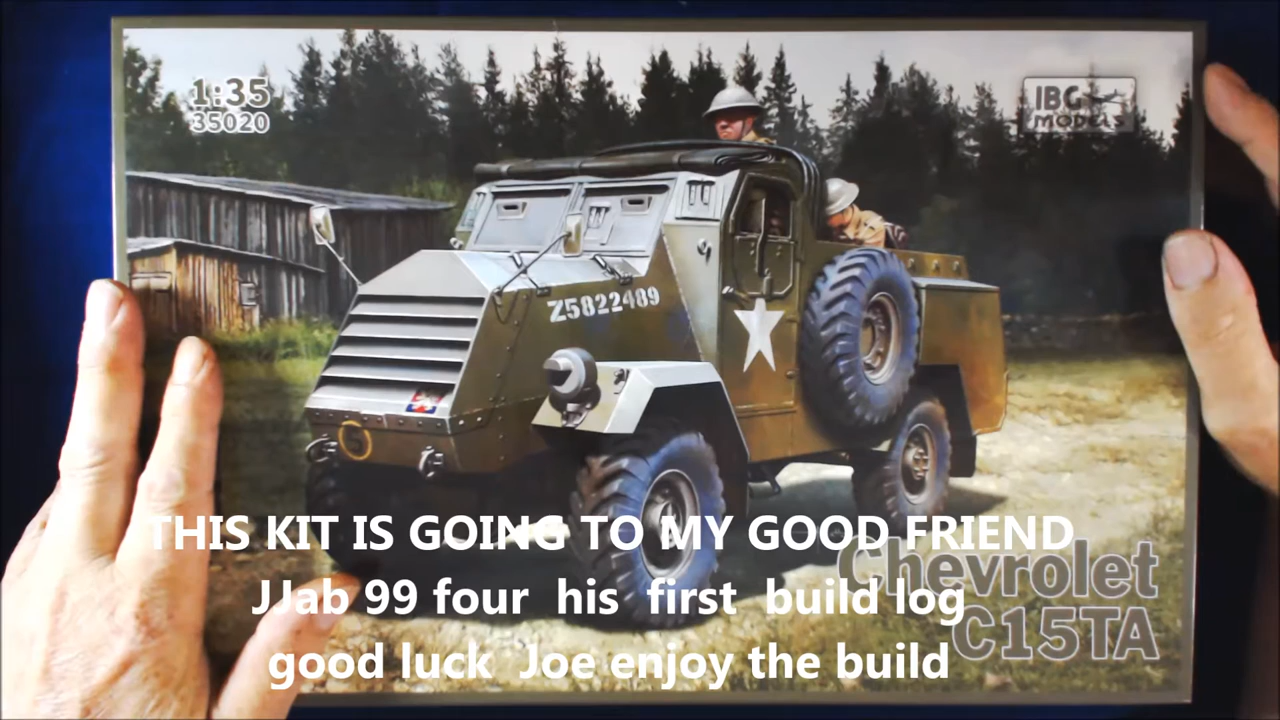 1:35
35020
IBG
MODELS
Z5822489
5
THIS KIT IS GOING TO MY GOOD FRIEND
JJab 99 four his first build log
good luck Joe enjoy the build
Chevrolet
C15TA